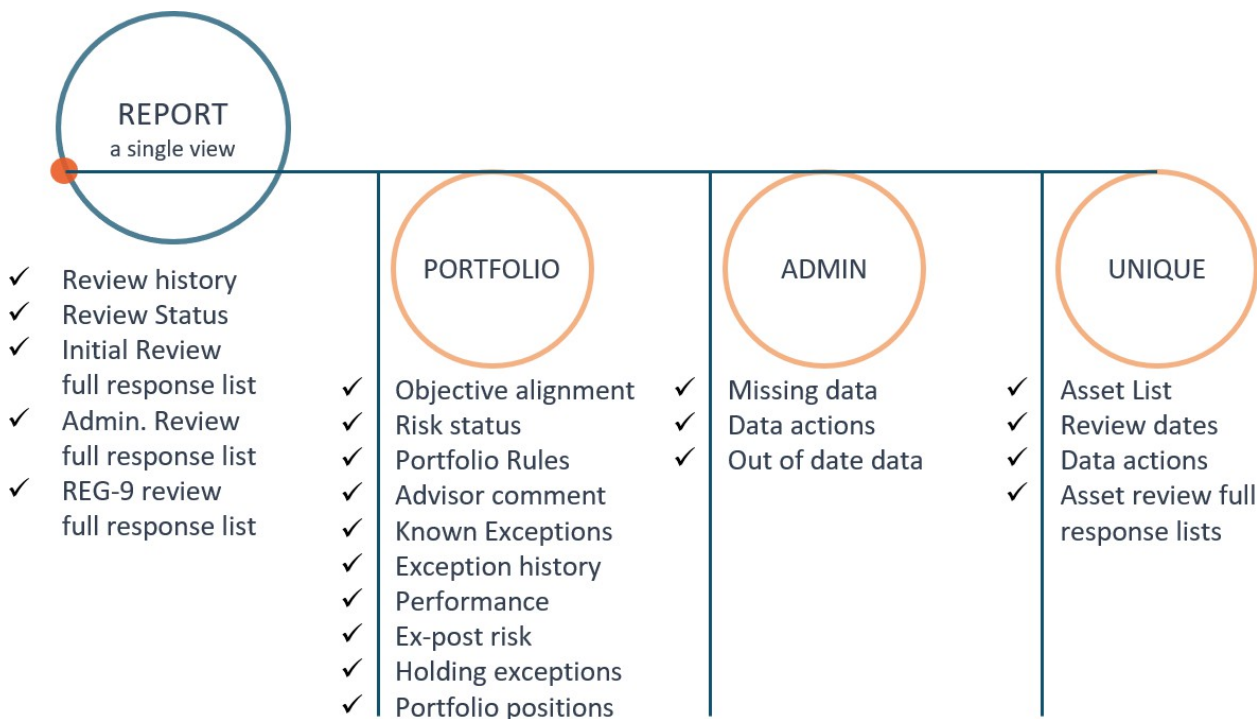 REPORT
a single view
✓ Review history
✓ Review Status
✓ Initial Review
full response list
✓ Admin. Review
full response list
✓ REG-9 review
full response list
PORTFOLIO
✓ Objective alignment
✓ Risk status
✓ Portfolio Rules
✓ Advisor comment
✓ Known Exceptions
✓ Exception history
✓ Performance
✓ Ex-post risk
✓ Holding exceptions
✓ Portfolio positions
ADMIN
✓ Missing data
✓ Data actions
✓ Out of date data
UNIQUE
✓ Asset List
✓ Review dates
✓ Data actions
✓ Asset review full
response lists